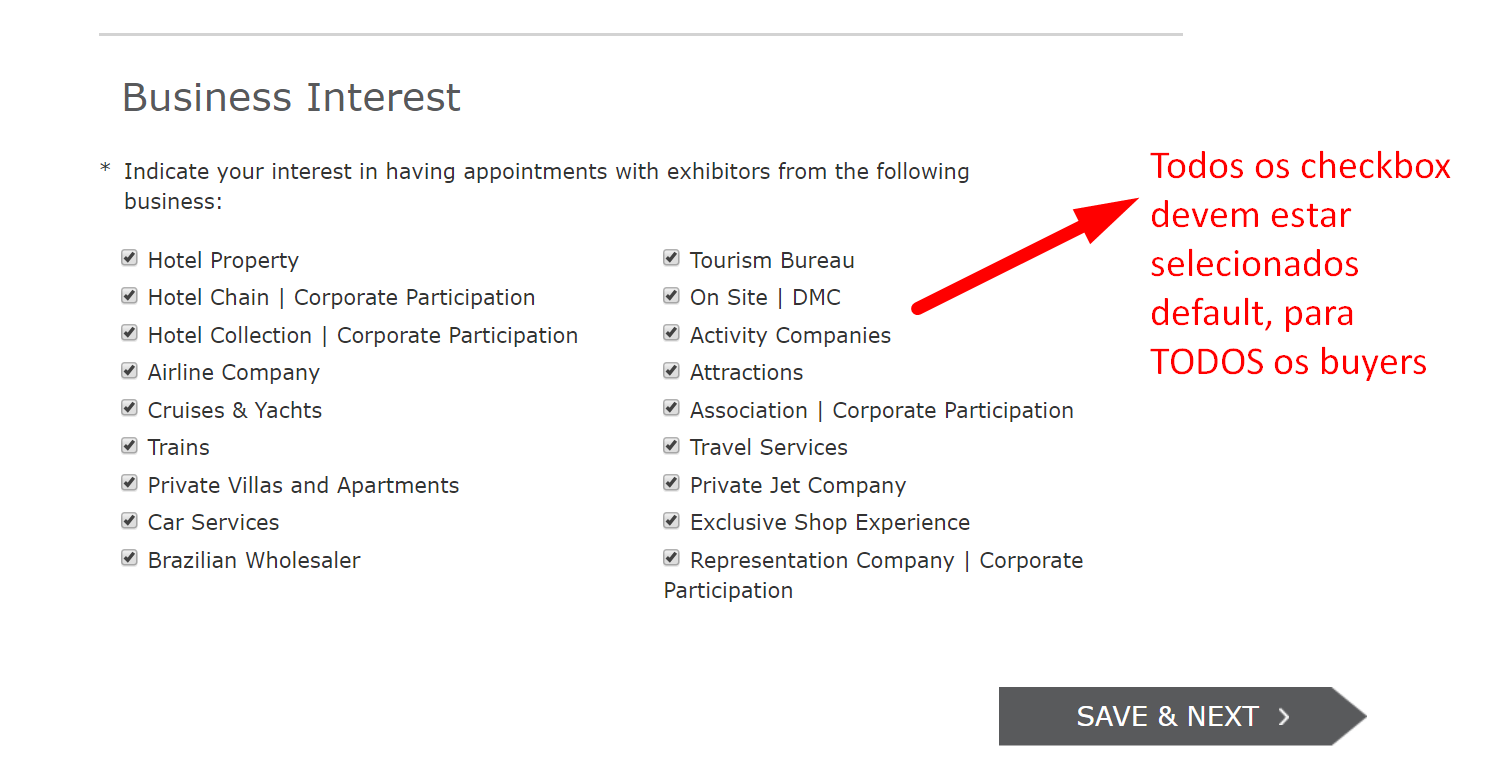 Business Interest
* Indicate your interest in having appointments with exhibitors from the following
business:
Hotel Property
Hotel Chain | Corporate Participation
Hotel Collection | Corporate Participation
Airline Company
Cruises & Yachts
Trains
Private Villas and Apartments
Car Services
Brazilian Wholesaler
Tourism Bureau
On Site | DMC
Activity Companies
Attractions
Association | Corporate Participation
Travel Services
Private Jet Company
Exclusive Shop Experience
Representation Company | Corporate
Participation
Todos os checkbox
devem estar
selecionados
default, para
TODOS os buyers
SAVE & NEXT >